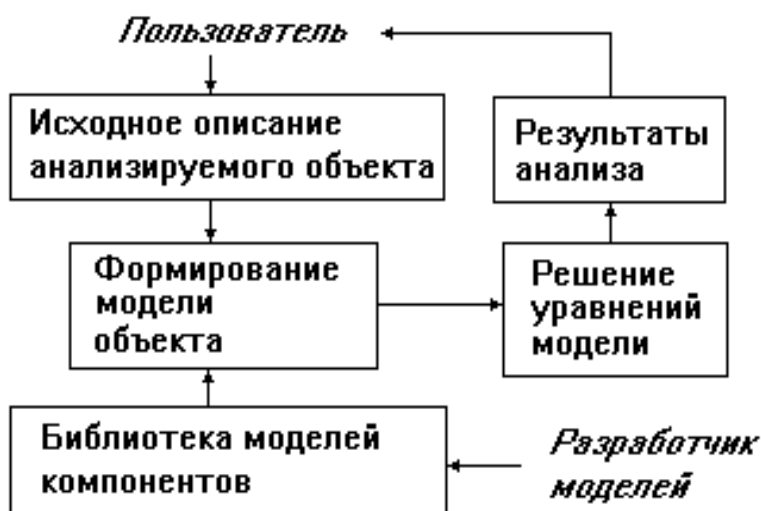 Пользователь
Исходное описание
анализируемого объекта
Результаты
анализа
Формирование
модели
объекта
Решение
уравнений
модели
Библиотека моделей
компонентов
Разработчик
моделей